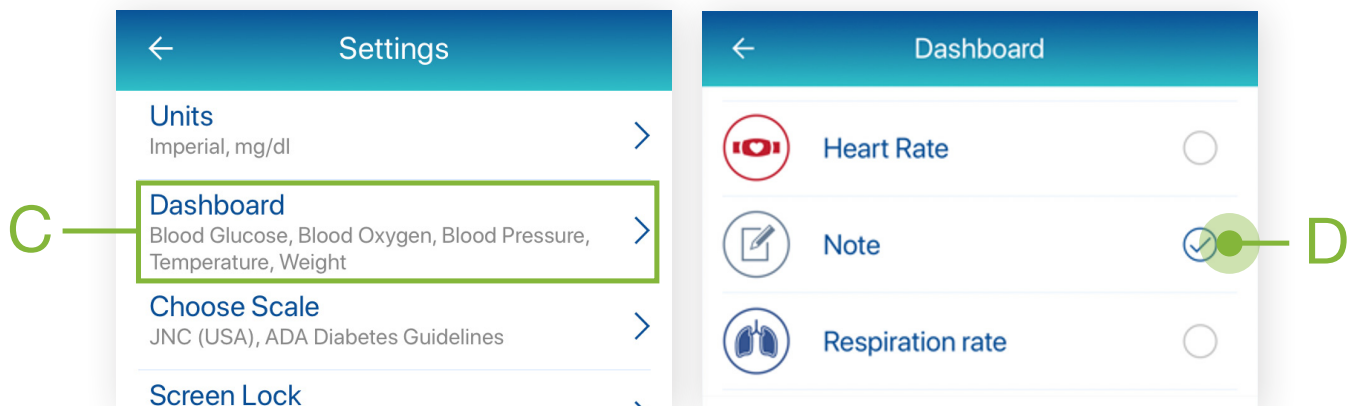 Settings
Units
Imperial, mg/dl
C
Dashboard
Blood Glucose, Blood Oxygen, Blood Pressure,
Temperature, Weight
Choose Scale
JNC (USA), ADA Diabetes Guidelines
Screen Lock
Dashboard
Heart Rate
Note
D
Respiration rate